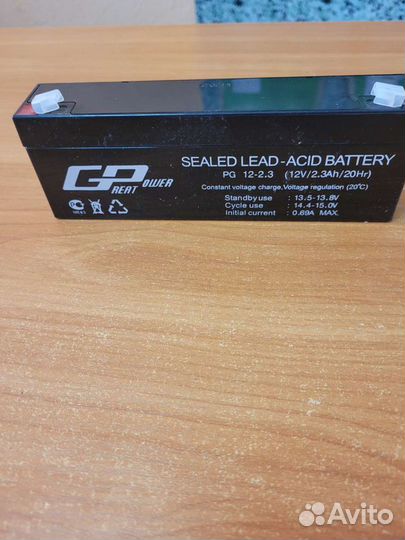 GP
GREAT POWER
SEALED LEAD-ACID BATTERY
PG 12-2.3 (12V/2.3Ah/20Hr)
Constant voltage charge,Voltage regulation (20°C)
Standby use : 13.5-13.8V
Cycle use : 14.4-15.0V
Initial current : 0.69A MAX.
Avito